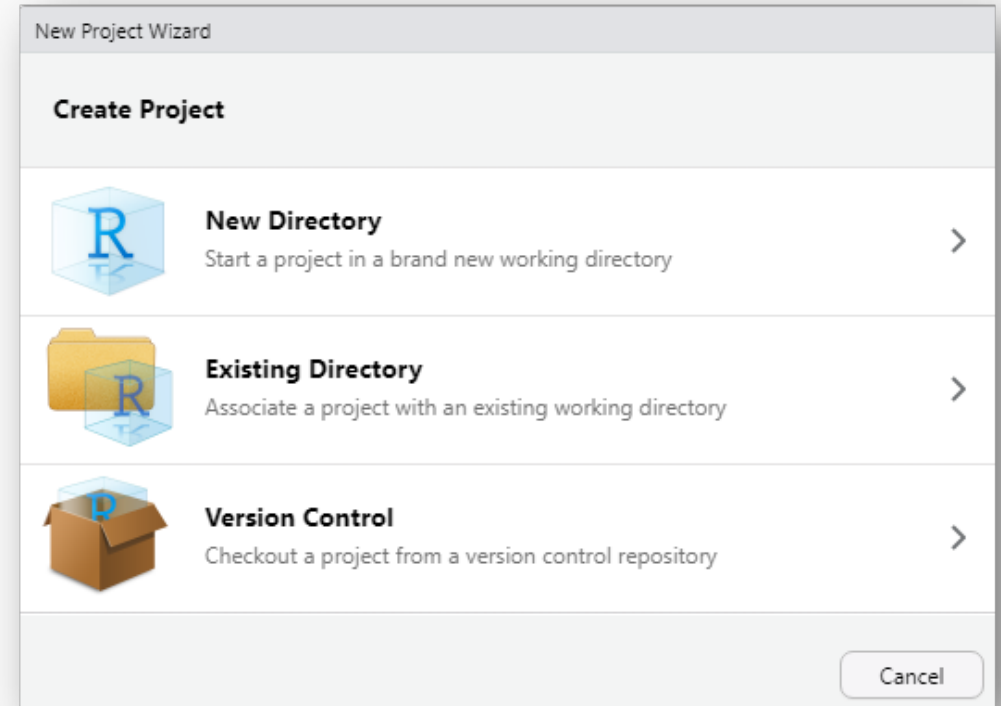 New Project Wizard
Create Project
R
New Directory
Start a project in a brand new working directory
R
Existing Directory
Associate a project with an existing working directory
R
Version Control
Checkout a project from a version control repository
Cancel